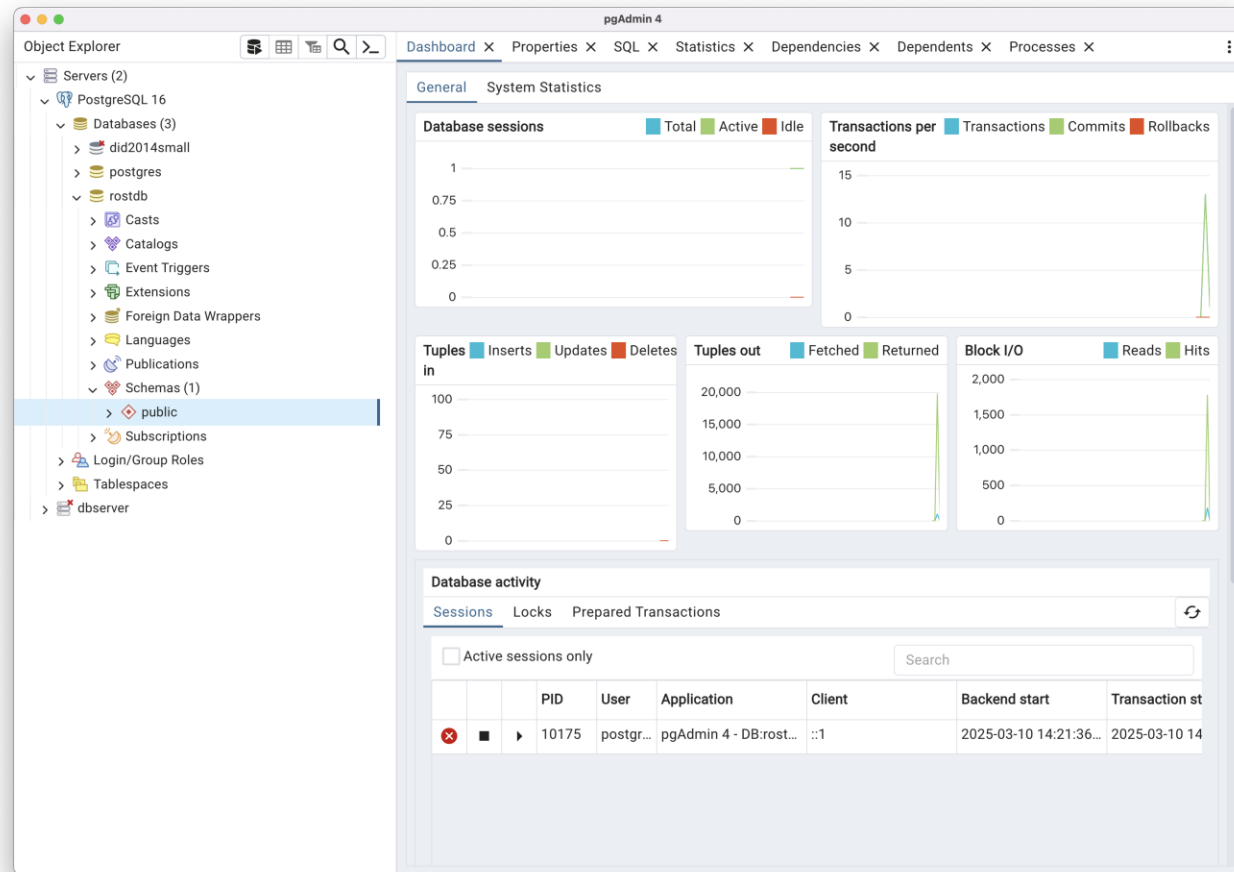 pgAdmin 4
Object Explorer
Dashboard Properties SQL Statistics Dependencies Dependents Processes
Servers (2)
PostgreSQL 16
Databases (3)
did2014small
postgres
rostdb
Casts
Catalogs
Event Triggers
Extensions
Foreign Data Wrappers
Languages
Publications
Schemas (1)
public
Subscriptions
Login/Group Roles
Tablespaces
dbserver
General System Statistics
Database sessions Total Active Idle
1
0.75
0.5
0.25
0
Transactions per second Transactions Commits Rollbacks
15
10
5
0
Tuples in Inserts Updates Deletes
100
75
50
25
0
Tuples out Fetched Returned
20,000
15,000
10,000
5,000
0
Block I/O Reads Hits
2,000
1,500
1,000
500
0
Database activity
Sessions Locks Prepared Transactions
Active sessions only Search
PID User Application Client Backend start Transaction st
10175 postgr... pgAdmin 4 - DB:rost... ::1 2025-03-10 14:21:36... 2025-03-10 14